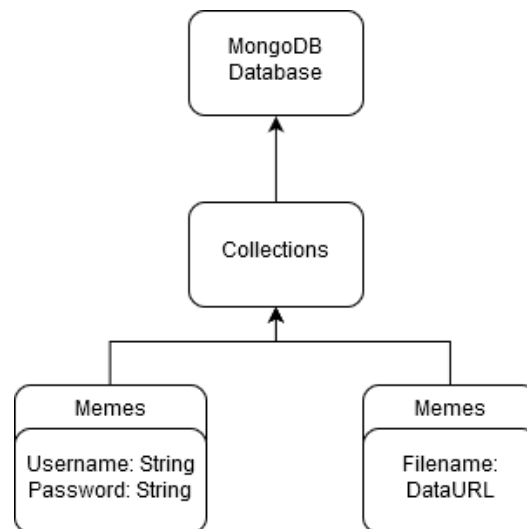 MongoDB
Database
Collections
Memes
Username: String
Password: String
Memes
Filename:
DataURL